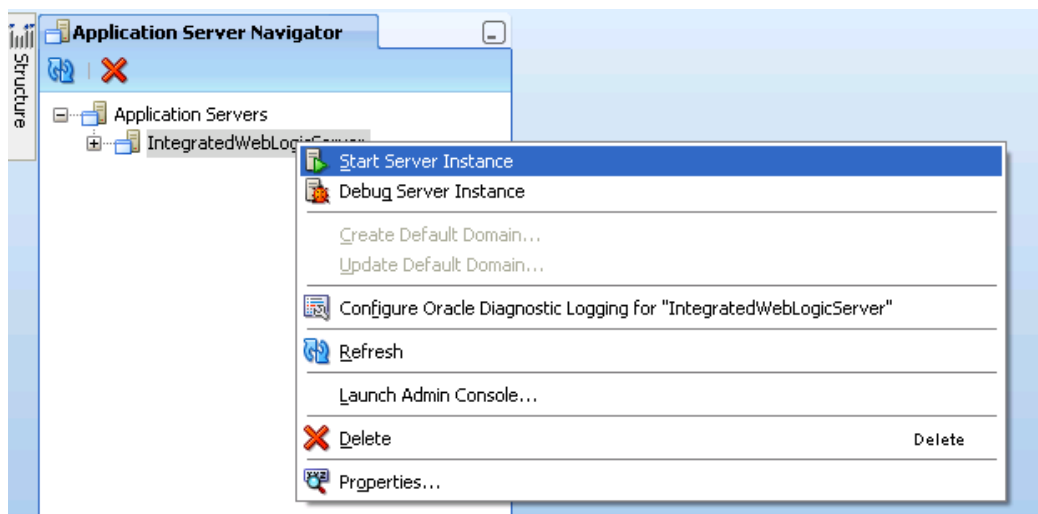 Structure
Application Server Navigator
Application Servers
IntegratedWebLogicServer
Start Server Instance
Debug Server Instance
Create Default Domain...
Update Default Domain...
Configure Oracle Diagnostic Logging for "IntegratedWebLogicServer"
Refresh
Launch Admin Console...
Delete Delete
Properties...